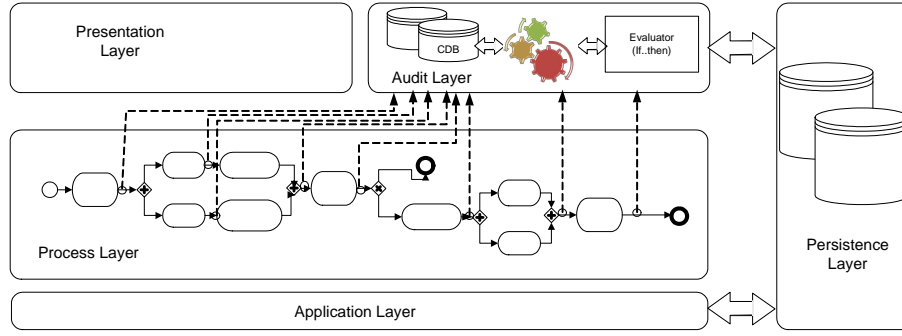 Presentation
Layer
CDB
Audit Layer
Evaluator
(If..then)
Process Layer
Persistence
Layer
Application Layer